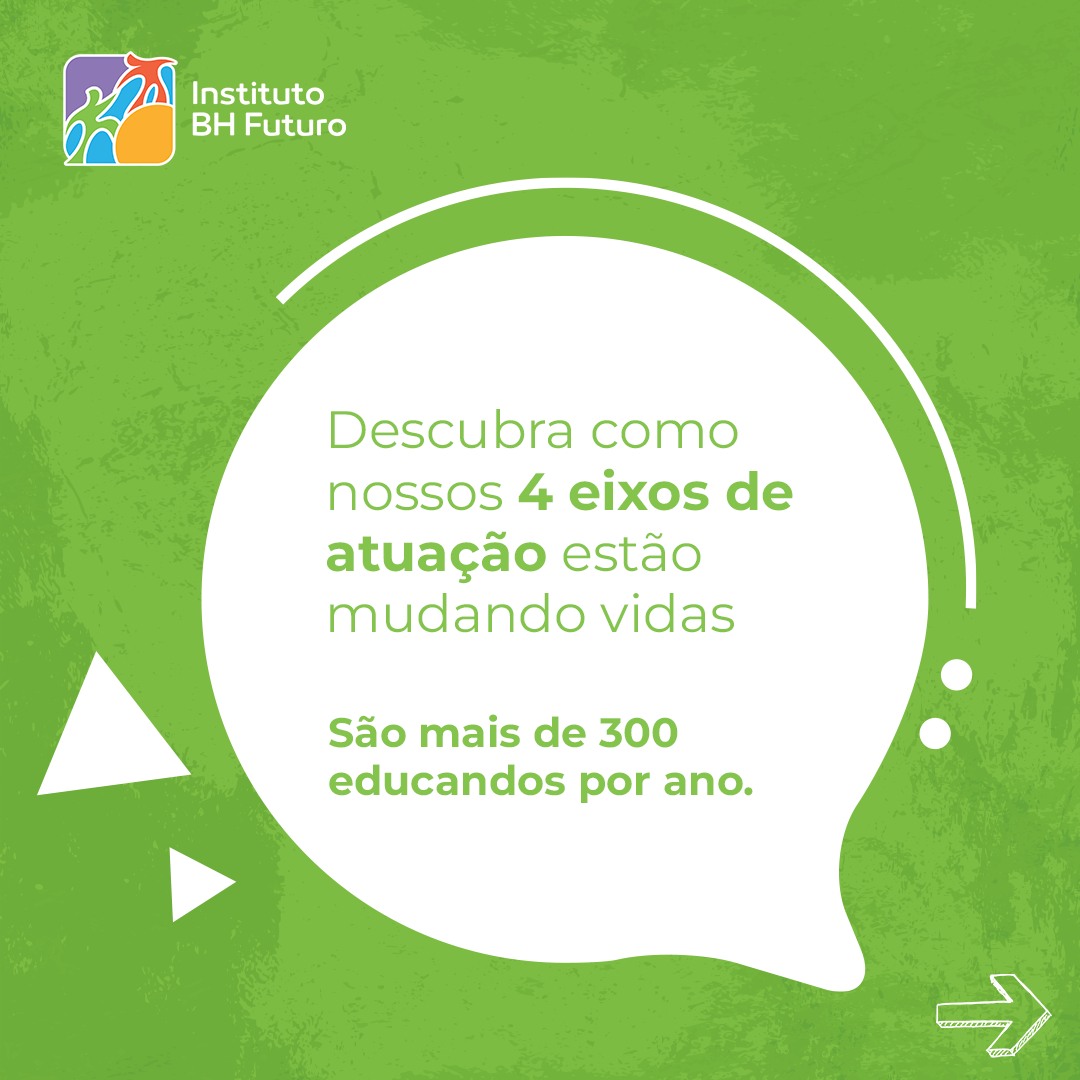 Instituto
BH Futuro
Descubra como
nossos 4 eixos de
atuação estão
mudando vidas
São mais de 300
educandos por ano.